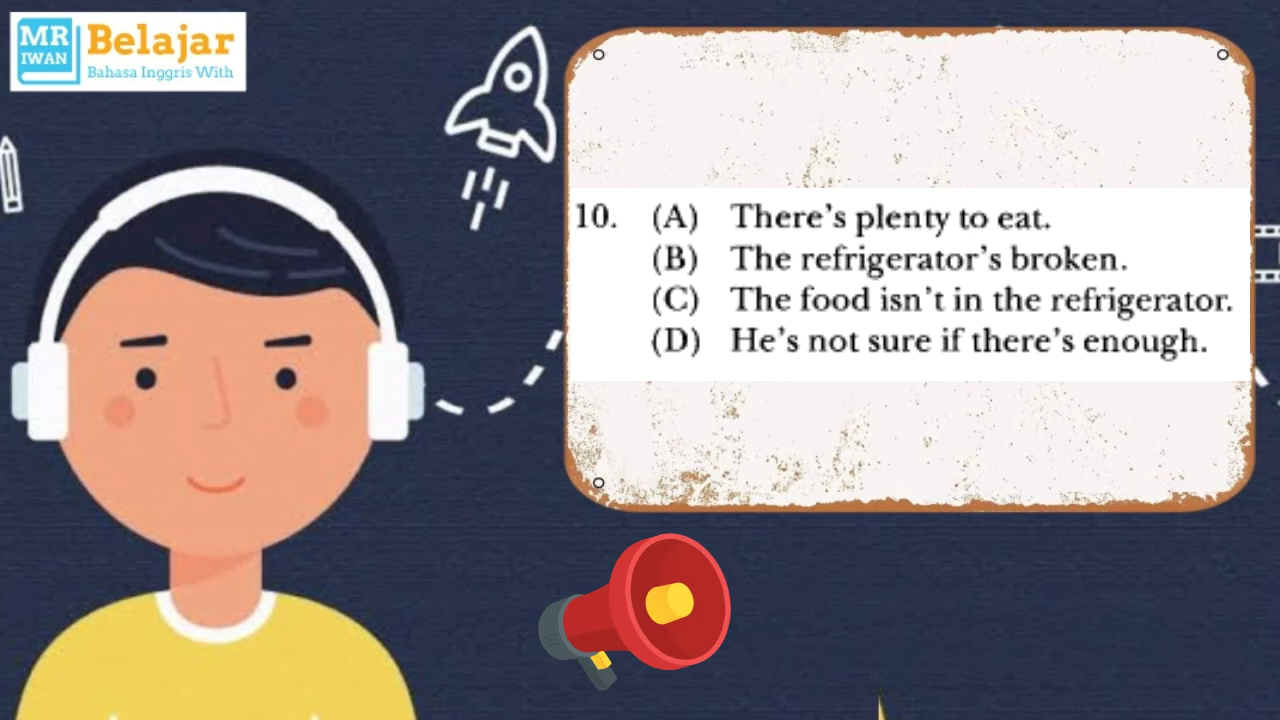 MR
IWAN
Belajar
Bahasa Inggris With
10. (A) There's plenty to eat.
(B) The refrigerator's broken.
(C) The food isn't in the refrigerator.
(D) He's not sure if there's enough.